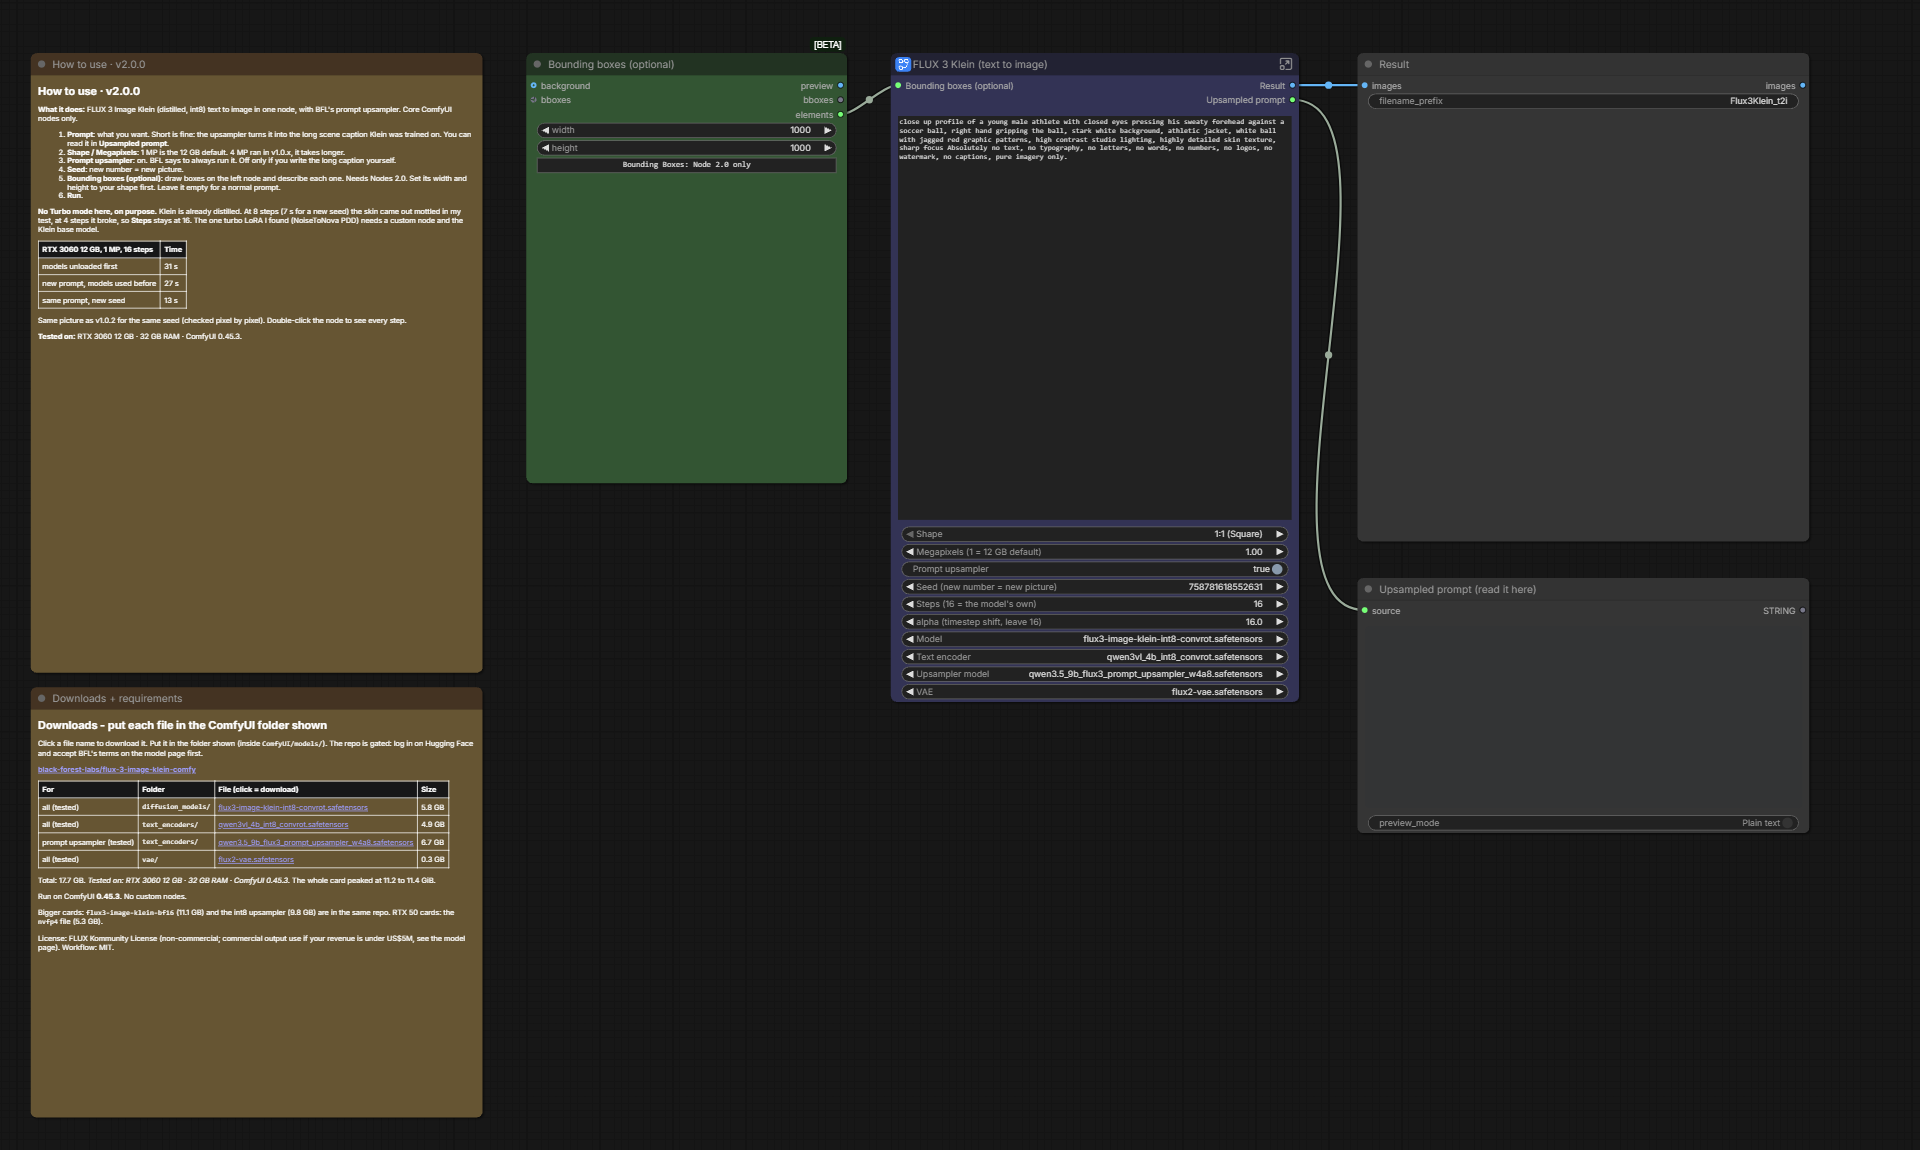 [BETA]
How to use · v2.0.0
How to use · v2.0.0
What it does: FLUX 3 Image Klein (distilled, int8) text to image in one node, with BFL's prompt upsampler. Core ComfyUI
nodes only.
1. Prompt: what you want. Short is fine: the upsampler turns it into the long scene caption Klein was trained on. You can
read it in Upsampled prompt.
2. Shape / Megapixels: 1 MP is the 12 GB default. 4 MP ran in v1.0.x, it takes longer.
3. Prompt upsampler: on. BFL says to always run it. Off only if you write the long caption yourself.
4. Seed: new number = new picture.
5. Bounding boxes (optional): draw boxes on the left node and describe each one. Needs Nodes 2.0. Set its width and
height to your shape first. Leave it empty for a normal prompt.
6. Run.
No Turbo mode here, on purpose. Klein is already distilled. At 8 steps (7 s for a new seed) the skin came out mottled in my
test, at 4 steps it broke, so Steps stays at 16. The one turbo LoRA I found (NoiseToNova PDD) needs a custom node and the
Klein base model.
RTX 3060 12 GB, 1 MP, 16 steps Time
models unloaded first 31 s
new prompt, models used before 27 s
same prompt, new seed 13 s
Same picture as v1.0.2 for the same seed (checked pixel by pixel). Double-click the node to see every step.
Tested on: RTX 3060 12 GB · 32 GB RAM · ComfyUI 0.45.3.
Downloads + requirements
Downloads - put each file in the ComfyUI folder shown
Click a file name to download it. Put it in the folder shown (inside ComfyUI/models/). The repo is gated: log in on Hugging Face
and accept BFL's terms on the model page first.
black-forest-labs/flux-3-image-klein-comfy
For Folder File (click = download) Size
all (tested) diffusion_models/ flux3-image-klein-int8-convrot.safetensors 5.8 GB
all (tested) text_encoders/ qwen3vl_4b_int8_convrot.safetensors 4.9 GB
prompt upsampler (tested) text_encoders/ qwen3.5_9b_flux3_prompt_upsampler_w4a8.safetensors 6.7 GB
all (tested) vae/ flux2-vae.safetensors 0.3 GB
Total: 17.7 GB. Tested on: RTX 3060 12 GB · 32 GB RAM · ComfyUI 0.45.3. The whole card peaked at 11.2 to 11.4 GiB.
Run on ComfyUI 0.45.3. No custom nodes.
Bigger cards: flux3-image-klein-bf16 (11.1 GB) and the int8 upsampler (9.8 GB) are in the same repo. RTX 50 cards: the
nvfp4 file (5.3 GB).
License: FLUX Kommunity License (non-commercial; commercial output use if your revenue is under US$5M, see the model
page). Workflow: MIT.
Bounding boxes (optional)
background preview
bboxes bboxes
elements
width 1000
height 1000
Bounding Boxes: Node 2.0 only
FLUX 3 Klein (text to image)
Bounding boxes (optional) Result
Upsampled prompt
close up profile of a young male athlete with closed eyes pressing his sweaty forehead against a
soccer ball, right hand gripping the ball, stark white background, athletic jacket, white ball
with jagged red graphic patterns, high contrast studio lighting, highly detailed skin texture,
sharp focus Absolutely no text, no typography, no letters, no words, no numbers, no logos, no
watermark, no captions, pure imagery only.
Shape 1:1 (Square)
Megapixels (1 = 12 GB default) 1.00
Prompt upsampler true
Seed (new number = new picture) 758781618552631
Steps (16 = the model's own) 16
alpha (timestep shift, leave 16) 16.0
Model flux3-image-klein-int8-convrot.safetensors
Text encoder qwen3vl_4b_int8_convrot.safetensors
Upsampler model qwen3.5_9b_flux3_prompt_upsampler_w4a8.safetensors
VAE flux2-vae.safetensors
Result
images images
filename_prefix Flux3Klein_t2i
Upsampled prompt (read it here)
source STRING
preview_mode Plain text